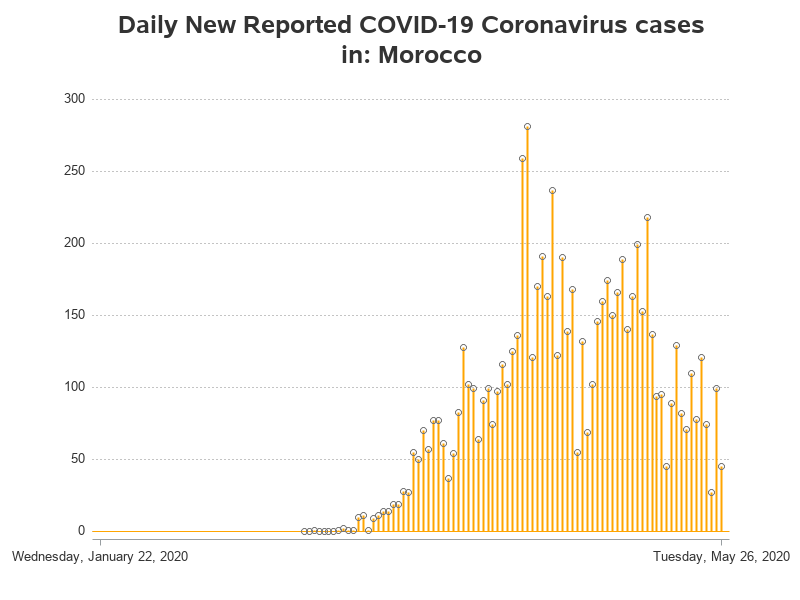 Daily New Reported COVID-19 Coronavirus cases
in: Morocco
300
250
200
150
100
50
0
Wednesday, January 22, 2020
Tuesday, May 26, 2020